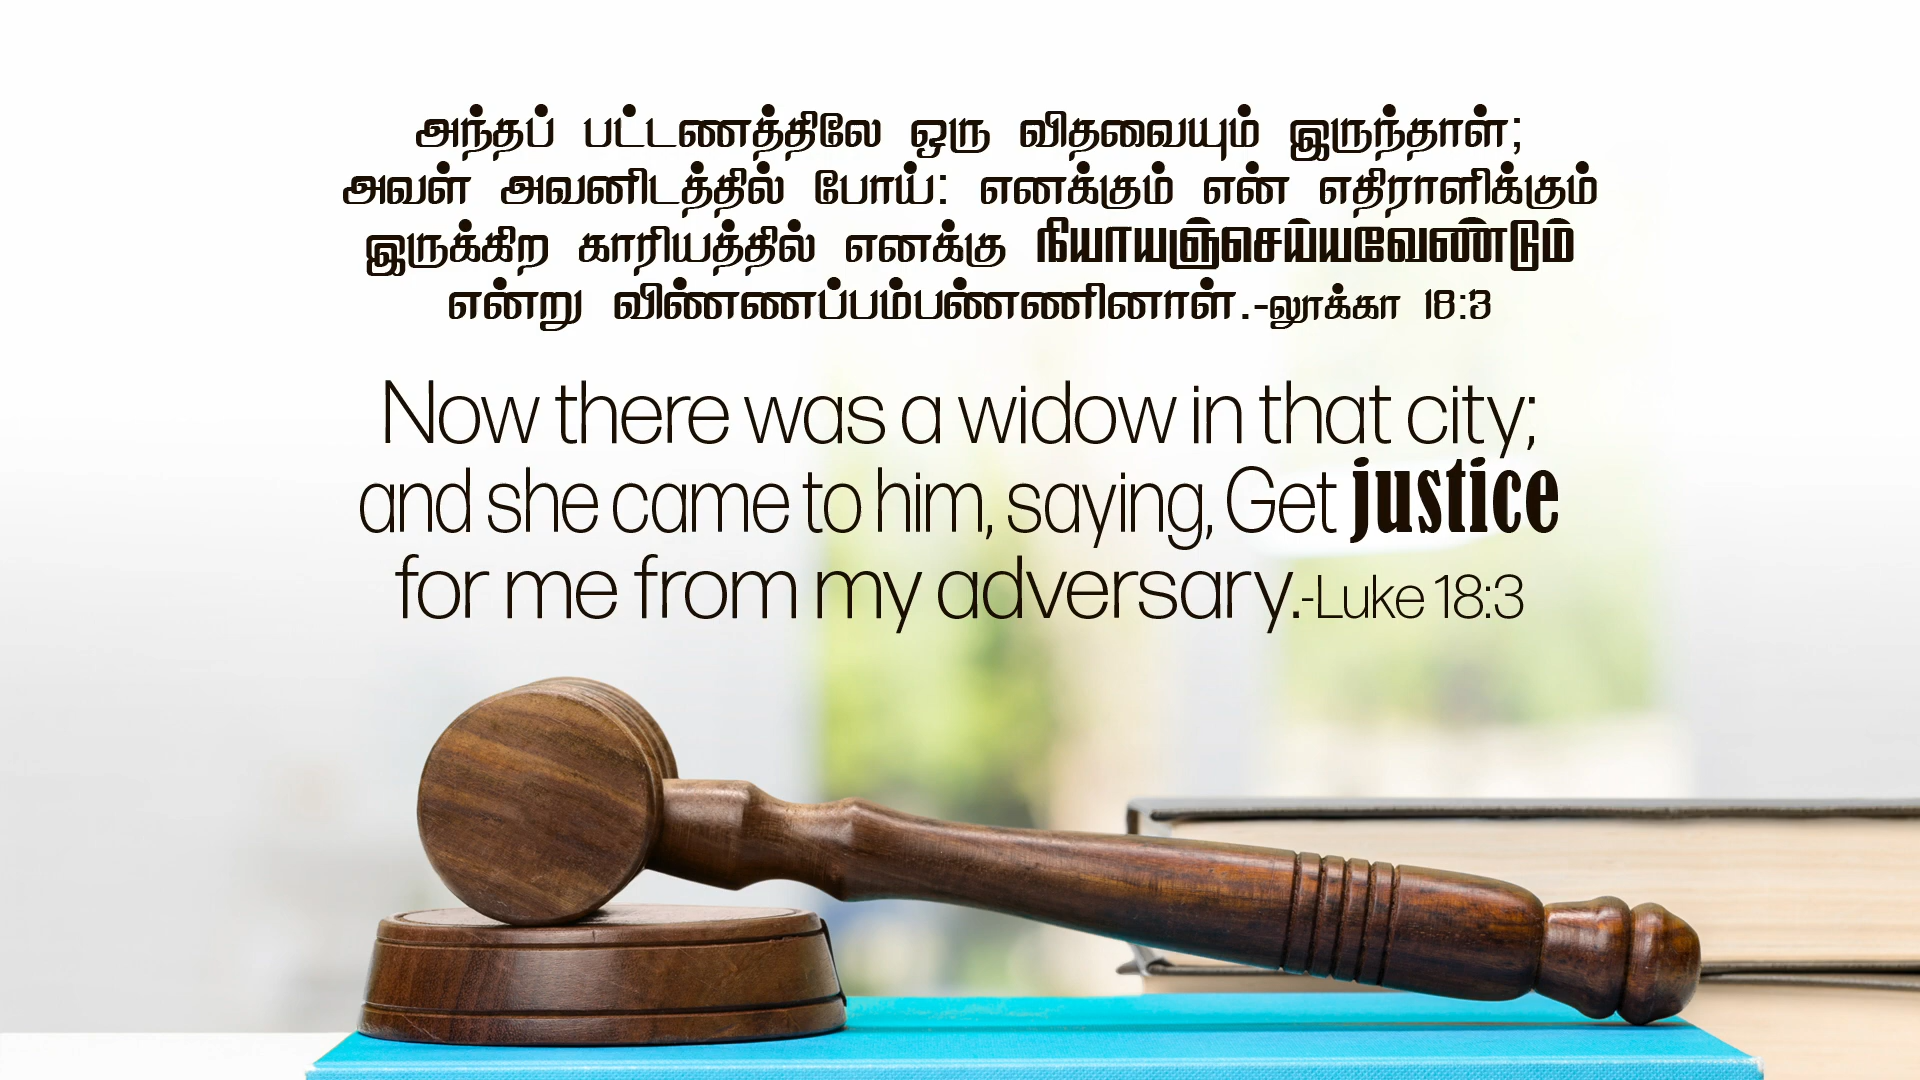 அந்தப் பட்டணத்திலே ஒரு விதவையும் இருந்தாள்;
அவள் அவனிடத்தில் போய்: எனக்கும் என் எதிராளிக்கும்
இருக்கிற காரியத்தில் எனக்கு நியாயஞ்செய்யவேண்டும்
என்று விண்ணப்பம்பண்ணினாள்.-லூக்கா 18:3
Now there was a widow in that city;
and she came to him, saying, Get justice
for me from my adversary.-Luke 18:3